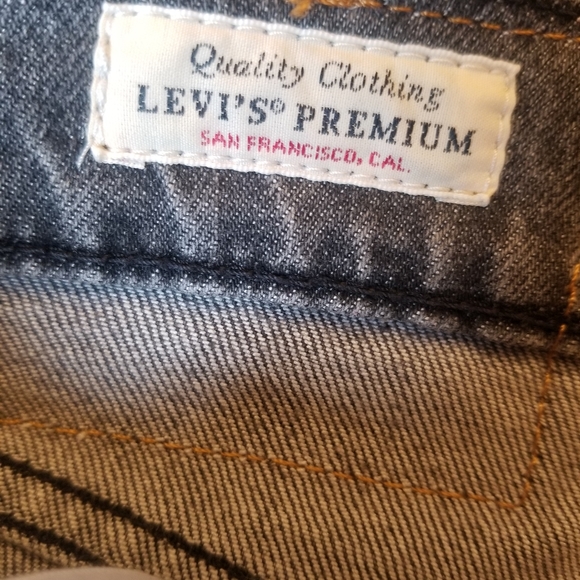 Quality Clothing
LEVI'S® PREMIUM
SAN FRANCISCO, CAL.